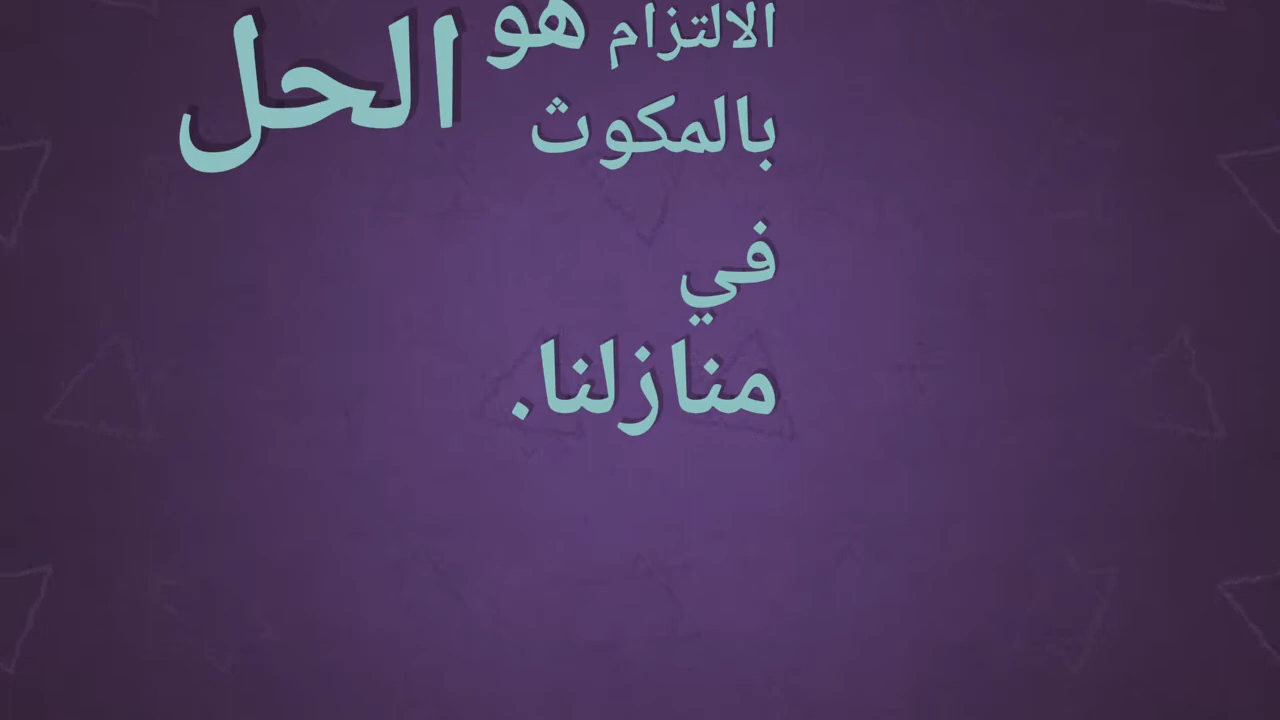 الالتزام
بالمكوث
في
منازلنا.
هو
الحل